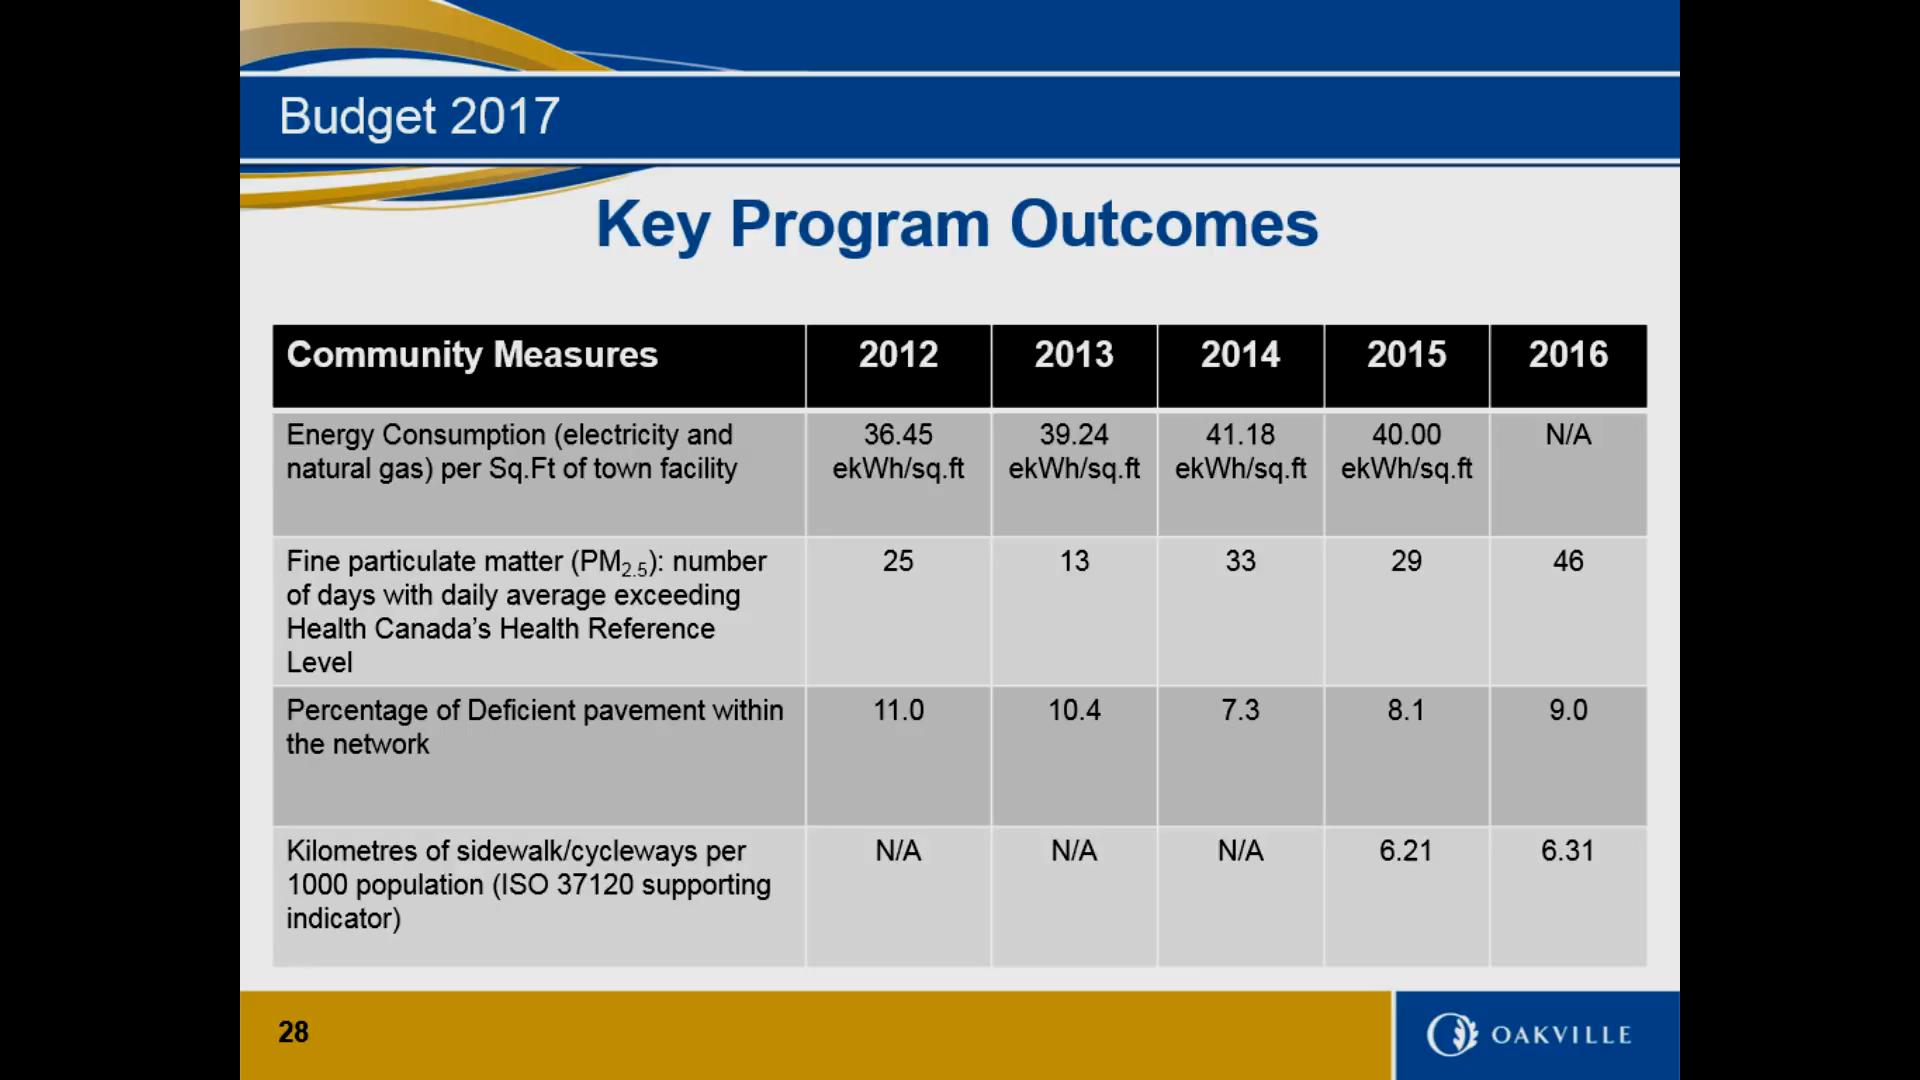 Budget 2017
Key Program Outcomes
Community Measures 2012 2013 2014 2015 2016
Energy Consumption (electricity and 36.45 39.24 41.18 40.00 N/A
natural gas) per Sq.Ft of town facility ekWh/sq.ft ekWh/sq.ft ekWh/sq.ft ekWh/sq.ft
Fine particulate matter (PM2.5): number 25 13 33 29 46
of days with daily average exceeding
Health Canada's Health Reference
Level
Percentage of Deficient pavement within 11.0 10.4 7.3 8.1 9.0
the network
Kilometres of sidewalk/cycleways per N/A N/A N/A 6.21 6.31
1000 population (ISO 37120 supporting
indicator)
28
OAKVILLE